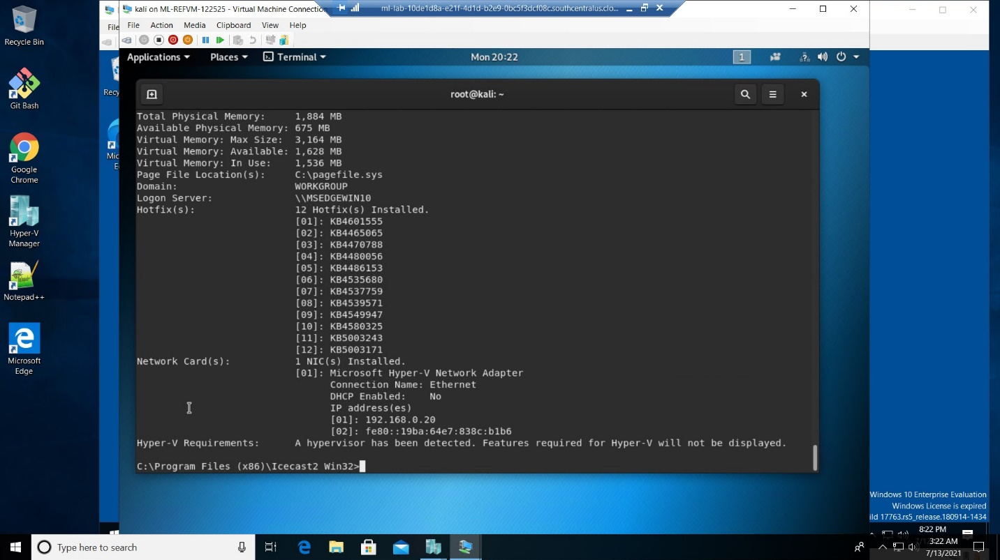 Recycle Bin
Git Bash
Google
Chrome
Hyper-V
Manager
Notepad++
Microsoft
Edge
kali on ML-REFVM-122525 - Virtual Machine Connection
ml-lab-10de1d8a-e21f-4d1d-b2e9-0bc5f3dcf08c.southcentralus.clo...
File Action Media Clipboard View Help
Applications Places Terminal Mon 20:22 1
root@kali: ~
Total Physical Memory: 1,884 MB
Available Physical Memory: 675 MB
Virtual Memory: Max Size: 3,164 MB
Virtual Memory: Available: 1,628 MB
Virtual Memory: In Use: 1,536 MB
Page File Location(s): C:\pagefile.sys
Domain: WORKGROUP
Logon Server: \\MSEDGEWIN10
Hotfix(s): 12 Hotfix(s) Installed.
[01]: KB4601555
[02]: KB4465065
[03]: KB4470788
[04]: KB4480056
[05]: KB4486153
[06]: KB4535680
[07]: KB4537759
[08]: KB4539571
[09]: KB4549947
[10]: KB4580325
[11]: KB5003243
[12]: KB5003171
Network Card(s): 1 NIC(s) Installed.
[01]: Microsoft Hyper-V Network Adapter
Connection Name: Ethernet
DHCP Enabled: No
IP address(es)
[01]: 192.168.0.20
[02]: fe80::19ba:64e7:838c:b1b6
Hyper-V Requirements: A hypervisor has been detected. Features required for Hyper-V will not be displayed.
C:\Program Files (x86)\Icecast2 Win32>
Windows 10 Enterprise Evaluation
Windows License is expired
ild 17763.rs5_release.180914-1434
8:22 PM
Type here to search
3:22 AM
7/13/2021